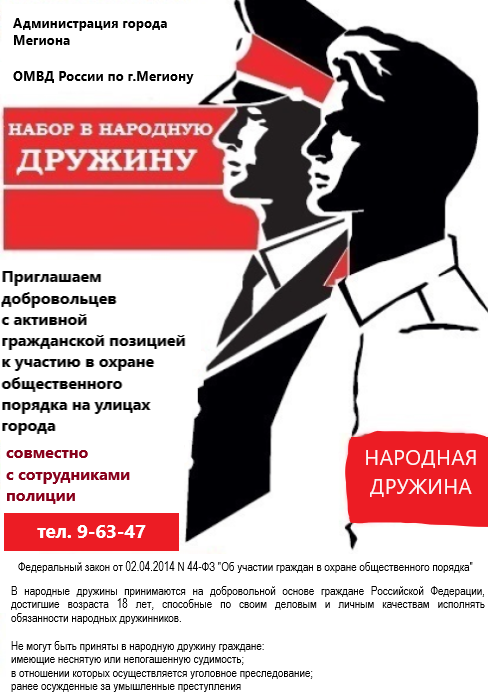 Администрация города
Мегиона
ОМВД России по г.Мегиону
НАБОР В НАРОДНУЮ
ДРУЖИНУ
Приглашаем
добровольцев
с активной
гражданской позицией
к участию в охране
общественного
порядка на улицах
города
совместно
с сотрудниками
полиции
НАРОДНАЯ
ДРУЖИНА
тел. 9-63-47
Федеральный закон от 02.04.2014 N 44-ФЗ "Об участии граждан в охране общественного порядка"
В народные дружины принимаются на добровольной основе граждане Российской Федерации,
достигшие возраста 18 лет, способные по своим деловым и личным качествам исполнять
обязанности народных дружинников.
Не могут быть приняты в народную дружину граждане:
имеющие неснятую или непогашенную судимость;
в отношении которых осуществляется уголовное преследование;
ранее осужденные за умышленные преступления